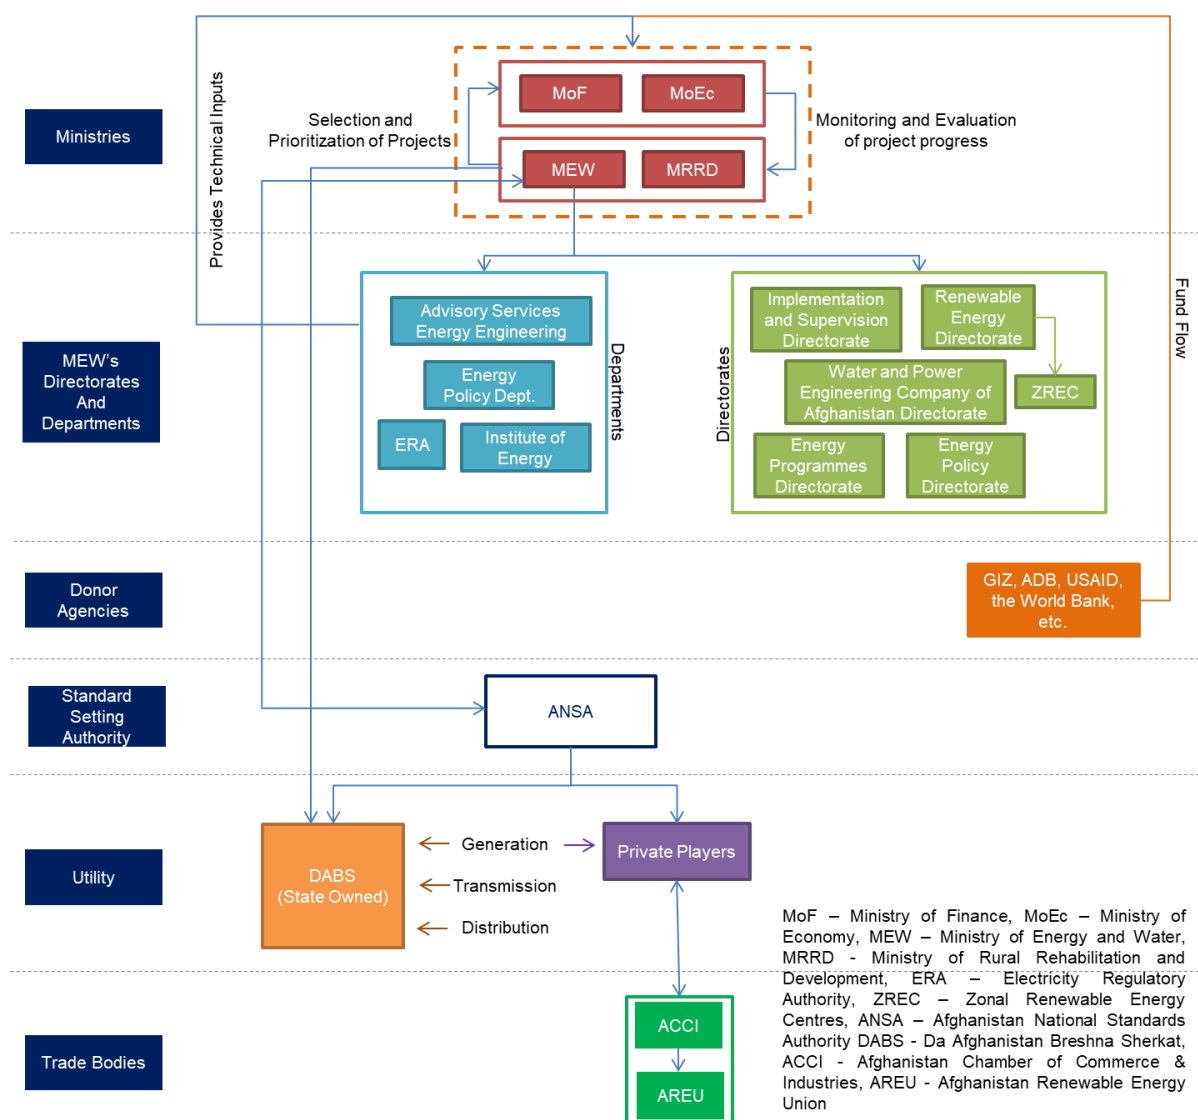 Provides Technical Inputs
Ministries
Selection and
Prioritization of Projects
MoF
MoEc
MEW
MRRD
Monitoring and Evaluation
of project progress
Fund Flow
MEW's
Directorates
And
Departments
Advisory Services
Energy Engineering
Energy
Policy Dept.
ERA
Institute of
Energy
Departments
Directorates
Implementation
and Supervision
Directorate
Renewable
Energy
Directorate
Water and Power
Engineering Company of
Afghanistan Directorate
ZREC
Energy
Programmes
Directorate
Energy
Policy
Directorate
Donor
Agencies
GIZ, ADB, USAID,
the World Bank,
etc.
Standard
Setting
Authority
ANSA
Utility
DABS
(State Owned)
Generation
Transmission
Distribution
Private Players
Trade Bodies
ACCI
AREU
MoF – Ministry of Finance, MoEc – Ministry of
Economy, MEW – Ministry of Energy and Water,
MRRD - Ministry of Rural Rehabilitation and
Development, ERA – Electricity Regulatory
Authority, ZREC – Zonal Renewable Energy
Centres, ANSA – Afghanistan National Standards
Authority DABS - Da Afghanistan Breshna Sherkat,
ACCI - Afghanistan Chamber of Commerce &
Industries, AREU - Afghanistan Renewable Energy
Union